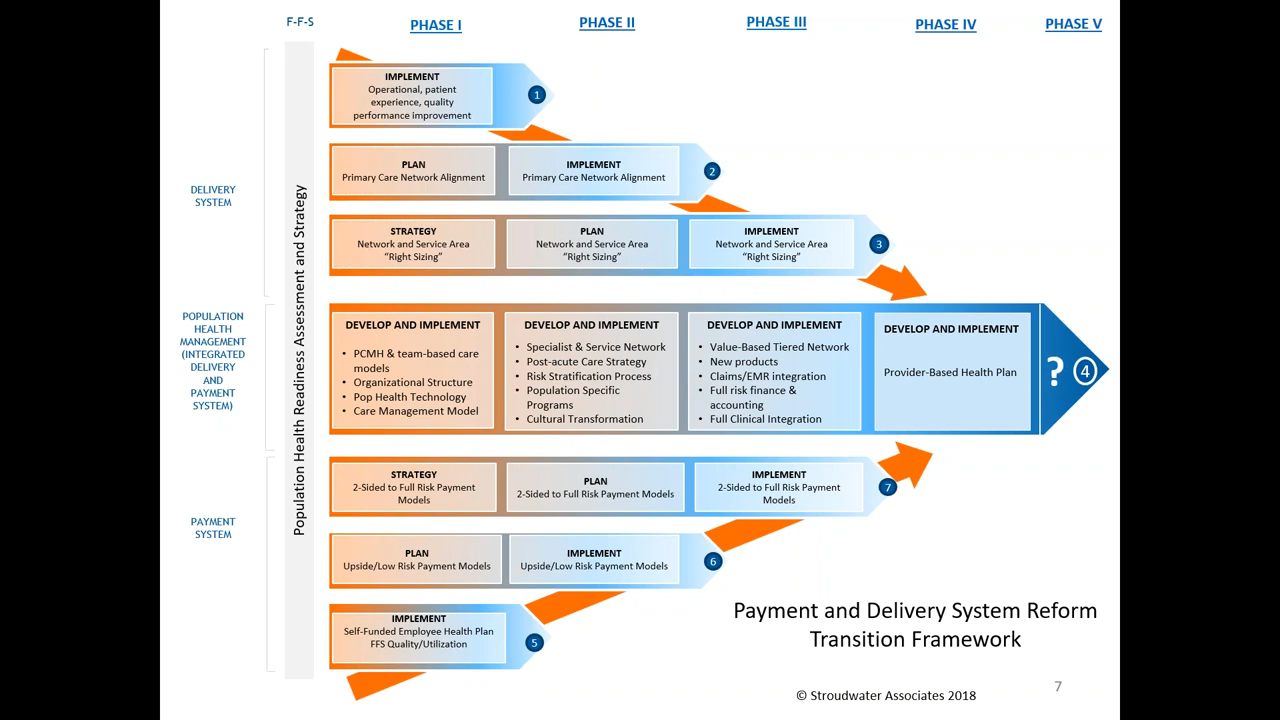 F-F-S
PHASE I
PHASE II
PHASE III
PHASE IV
PHASE V
Population Health Readiness Assessment and Strategy
DELIVERY
SYSTEM
IMPLEMENT
Operational, patient
experience, quality
performance improvement
1
PLAN
Primary Care Network Alignment
IMPLEMENT
Primary Care Network Alignment
2
STRATEGY
Network and Service Area
“Right Sizing”
PLAN
Network and Service Area
“Right Sizing”
IMPLEMENT
Network and Service Area
“Right Sizing”
3
POPULATION
HEALTH
MANAGEMENT
(INTEGRATED
DELIVERY
AND
PAYMENT
SYSTEM)
DEVELOP AND IMPLEMENT
• PCMH & team-based care
models
• Organizational Structure
• Pop Health Technology
• Care Management Model
DEVELOP AND IMPLEMENT
• Specialist & Service Network
• Post-acute Care Strategy
• Risk Stratification Process
• Population Specific
Programs
• Cultural Transformation
DEVELOP AND IMPLEMENT
• Value-Based Tiered Network
• New products
• Claims/EMR integration
• Full risk finance &
accounting
• Full Clinical Integration
DEVELOP AND IMPLEMENT
Provider-Based Health Plan
? 4
PAYMENT
SYSTEM
STRATEGY
2-Sided to Full Risk Payment
Models
PLAN
2-Sided to Full Risk Payment Models
IMPLEMENT
2-Sided to Full Risk Payment
Models
7
PLAN
Upside/Low Risk Payment Models
IMPLEMENT
Upside/Low Risk Payment Models
6
IMPLEMENT
Self-Funded Employee Health Plan
FFS Quality/Utilization
5
Payment and Delivery System Reform
Transition Framework
7
© Stroudwater Associates 2018